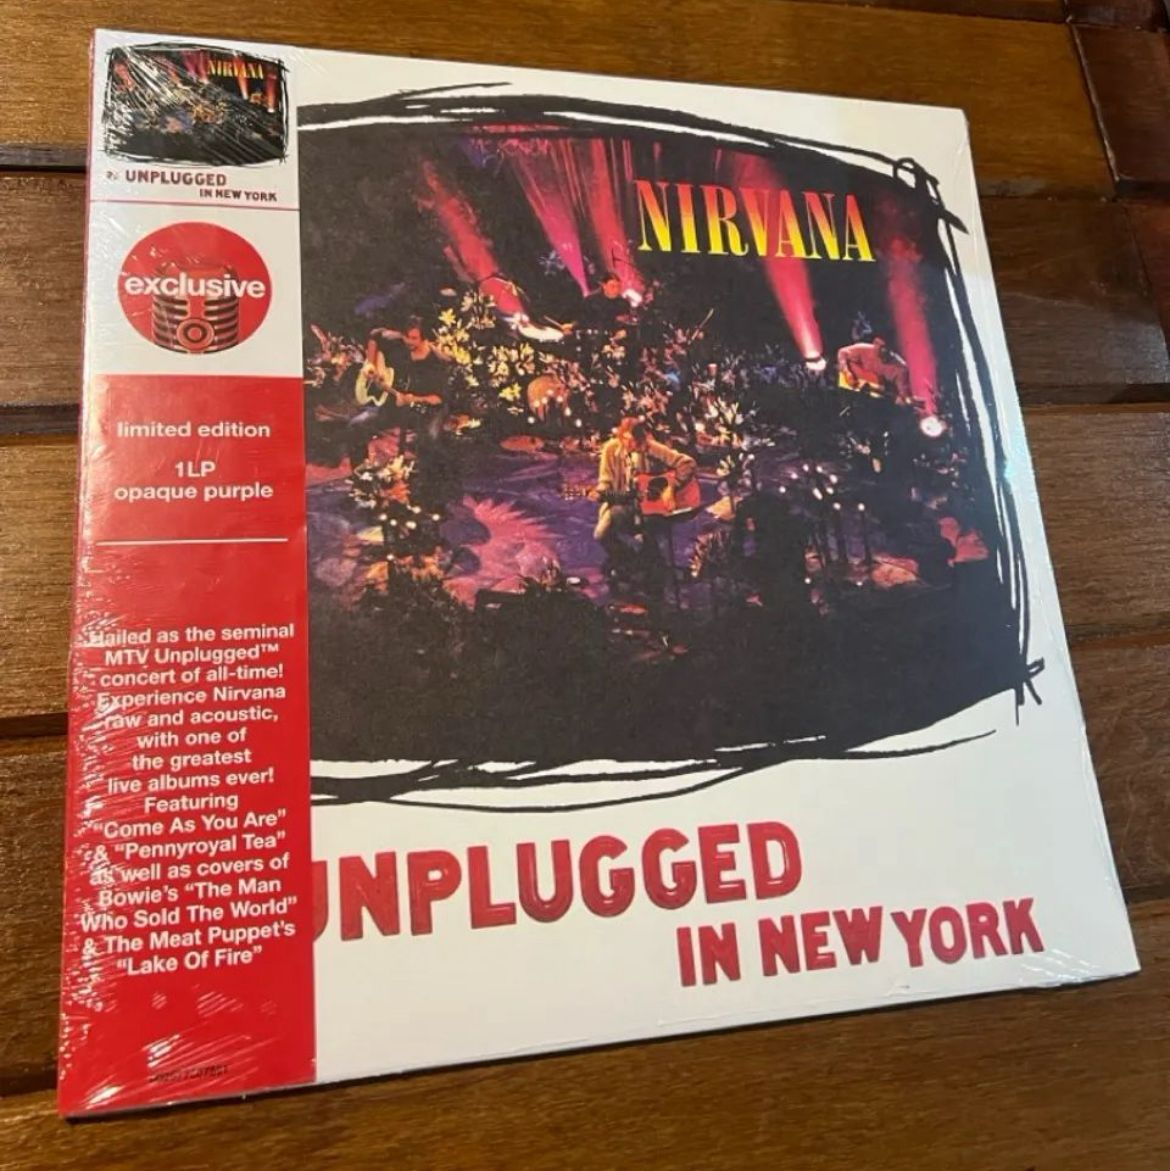 NIRVANA
UNPLUGGED
IN NEW YORK
exclusive
limited edition
1LP
opaque purple
Hailed as the seminal
MTV Unplugged™
concert of all-time!
Experience Nirvana
raw and acoustic,
with one of
the greatest
live albums ever!
Featuring
“Come As You Are”
& “Pennyroyal Tea”
as well as covers of
Bowie’s “The Man
Who Sold The World”
& The Meat Puppet’s
“Lake Of Fire”
NIRVANA
UNPLUGGED
IN NEW YORK